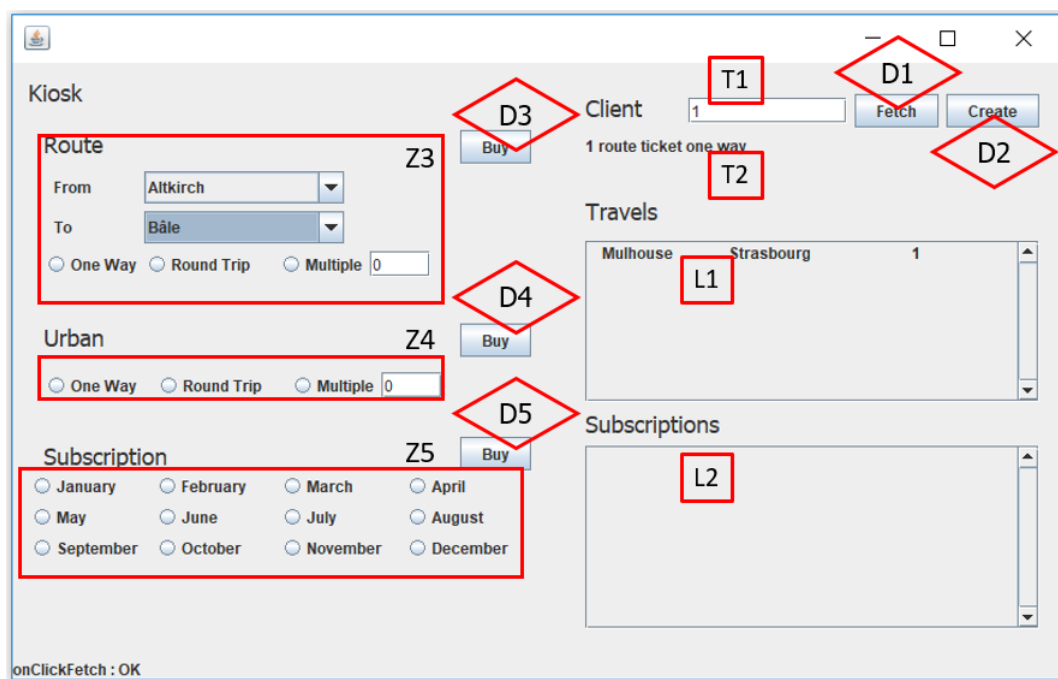 Kiosk
Route
Z3
D3
Buy
From Altkirch
To Bâle
One Way Round Trip Multiple 0
Urban
Z4
D4
Buy
One Way Round Trip Multiple 0
Subscription
Z5
D5
Buy
January February March April
May June July August
September October November December
T1
D1
Client 1 Fetch Create
D2
1 route ticket one way
T2
Travels
Mulhouse Strasbourg 1
L1
Subscriptions
L2
onClickFetch : OK